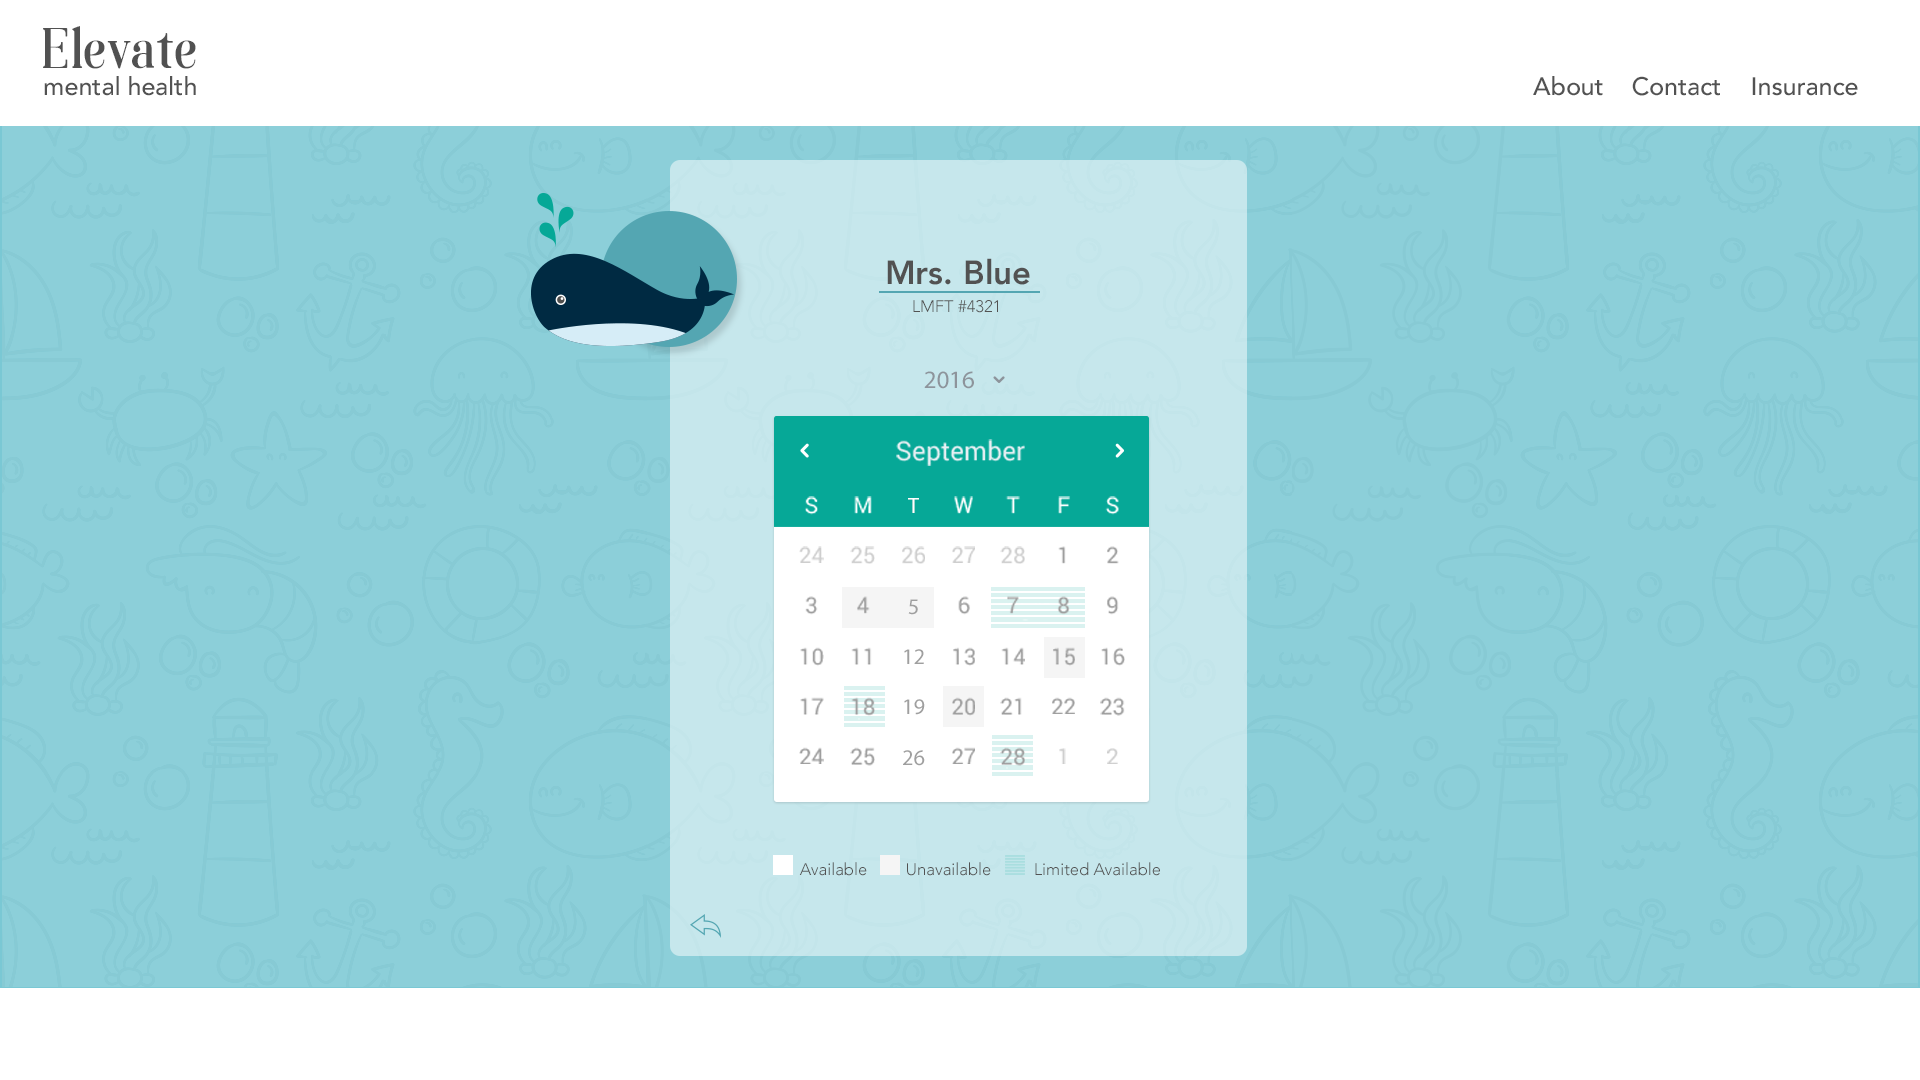 Elevate
mental health
About Contact Insurance
Mrs. Blue
LMFT #4321
2016
September
S M T W T F S
24 25 26 27 28 1 2
3 4 5 6 7 8 9
10 11 12 13 14 15 16
17 18 19 20 21 22 23
24 25 26 27 28 1 2
Available Unavailable Limited Available